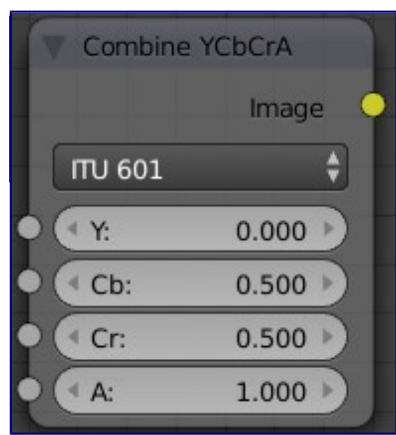 Combine YCbCrA
Image
ITU 601
Y: 0.000
Cb: 0.500
Cr: 0.500
A: 1.000